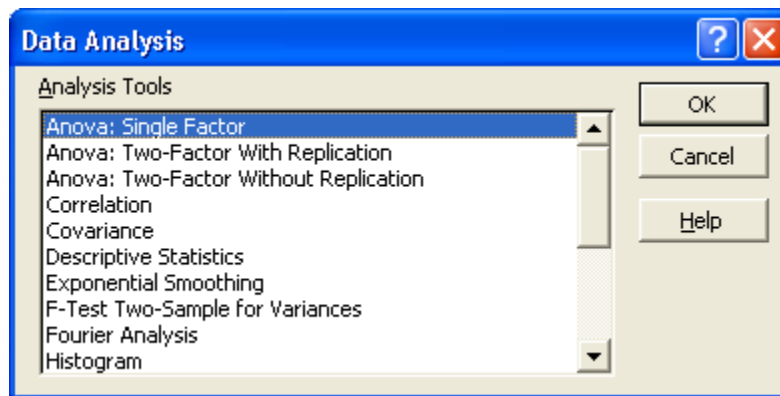 Data Analysis
Analysis Tools
Anova: Single Factor
Anova: Two-Factor With Replication
Anova: Two-Factor Without Replication
Correlation
Covariance
Descriptive Statistics
Exponential Smoothing
F-Test Two-Sample for Variances
Fourier Analysis
Histogram
OK
Cancel
Help